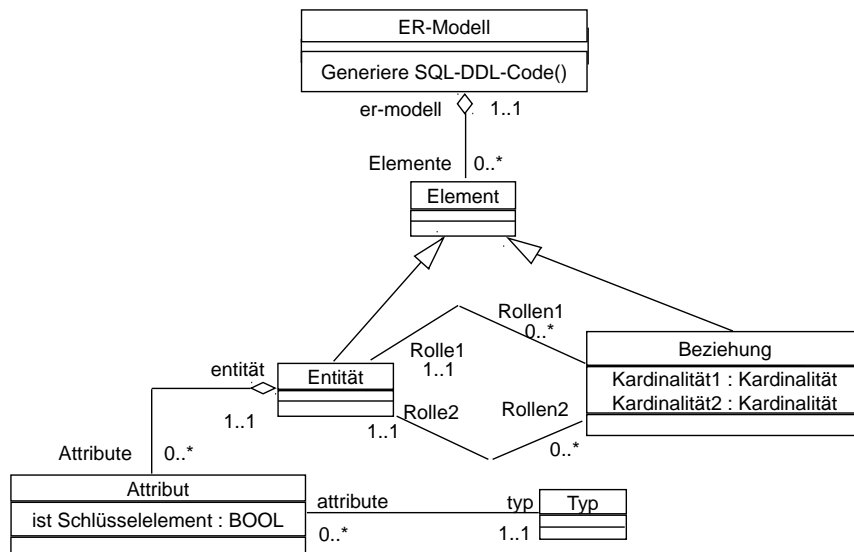 ER-Modell
Generiere SQL-DDL-Code()
er-modell
1..1
Elemente
0..*
Element
Rollen1
0..*
Rolle1
1..1
Beziehung
Kardinalität1 : Kardinalität
Kardinalität2 : Kardinalität
entität
Entität
1..1
1..1
Rolle2
Rollen2
0..*
Attribute
0..*
Attribut
ist Schlüsselelement : BOOL
attribute
0..*
typ
1..1
Typ